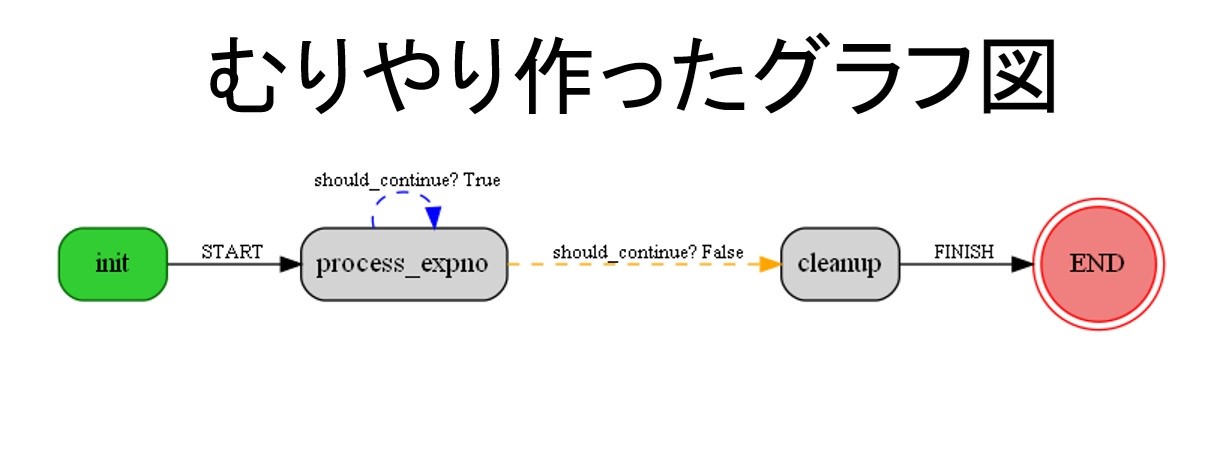 むりやり作ったグラフ図
should_continue? True
init
START
process_expno
should_continue? False
cleanup
FINISH
END